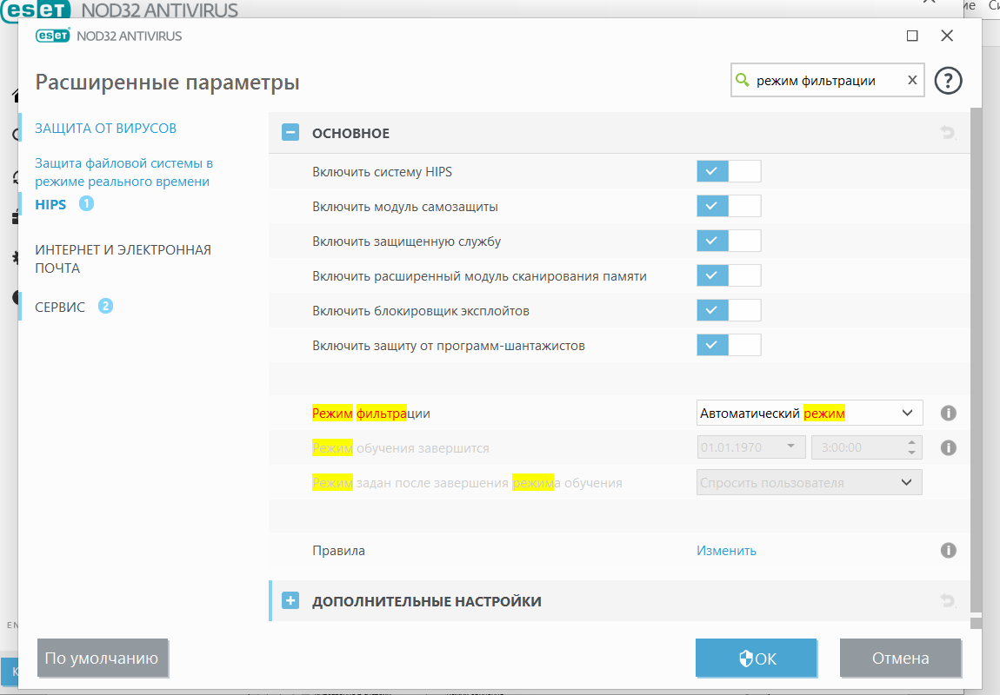 eset NOD32 ANTIVIRUS
ие
Си
eset NOD32 ANTIVIRUS
Расширенные параметры
режим фильтрации x
?
ЗАЩИТА ОТ ВИРУСОВ
Защита файловой системы в
режиме реального времени
HIPS 1
ИНТЕРНЕТ И ЭЛЕКТРОННАЯ
ПОЧТА
СЕРВИС 2
ОСНОВНОЕ
Включить систему HIPS
Включить модуль самозащиты
Включить защищенную службу
Включить расширенный модуль сканирования памяти
Включить блокировщик эксплойтов
Включить защиту от программ-шантажистов
Режим фильтрации Автоматический режим
Режим обучения завершится 01.01.1970 3:00:00
Режим задан после завершения режима обучения Спросить пользователя
Правила Изменить
ДОПОЛНИТЕЛЬНЫЕ НАСТРОЙКИ
EN
К
По умолчанию
OK
Отмена